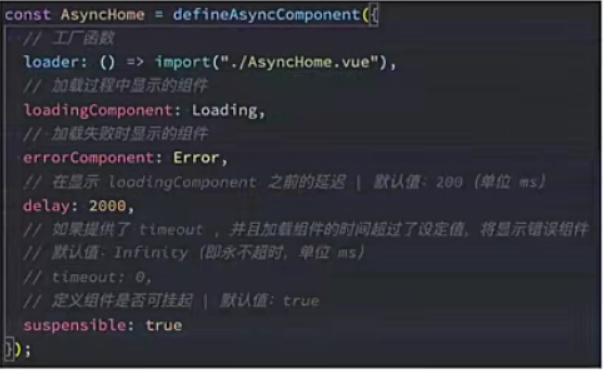 const AsyncHome = defineAsyncComponent({
// 工厂函数
loader: () => import("./AsyncHome.vue"),
// 加载过程中显示的组件
loadingComponent: Loading,
// 加载失败时显示的组件
errorComponent: Error,
// 在显示 loadingComponent 之前的延迟 | 默认值：200（单位 ms）
delay: 2000,
// 如果提供了 timeout ，并且加载组件的时间超过了设定值，将显示错误组件
// 默认值：Infinity（即永不超时，单位 ms）
// timeout: 0,
// 定义组件是否可挂起 | 默认值：true
suspensible: true
});